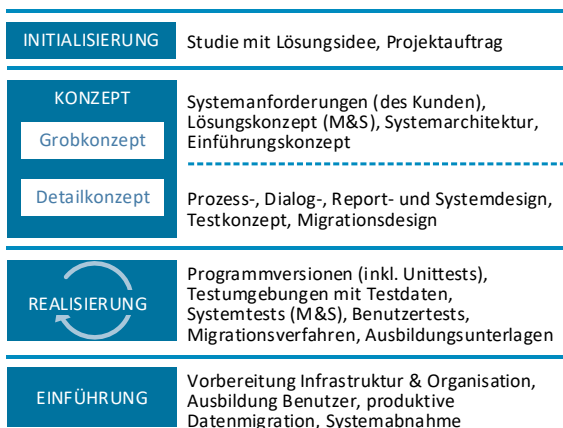 INITIALISIERUNG
Studie mit Lösungsidee, Projektauftrag
KONZEPT
Grobkonzept
Systemanforderungen (des Kunden),
Lösungskonzept (M&S), Systemarchitektur,
Einführungskonzept
Detailkonzept
Prozess-, Dialog-, Report- und Systemdesign,
Testkonzept, Migrationsdesign
REALISIERUNG
Programmversionen (inkl. Unittests),
Testumgebungen mit Testdaten,
Systemtests (M&S), Benutzertests,
Migrationsverfahren, Ausbildungsunterlagen
EINFÜHRUNG
Vorbereitung Infrastruktur & Organisation,
Ausbildung Benutzer, produktive
Datenmigration, Systemabnahme